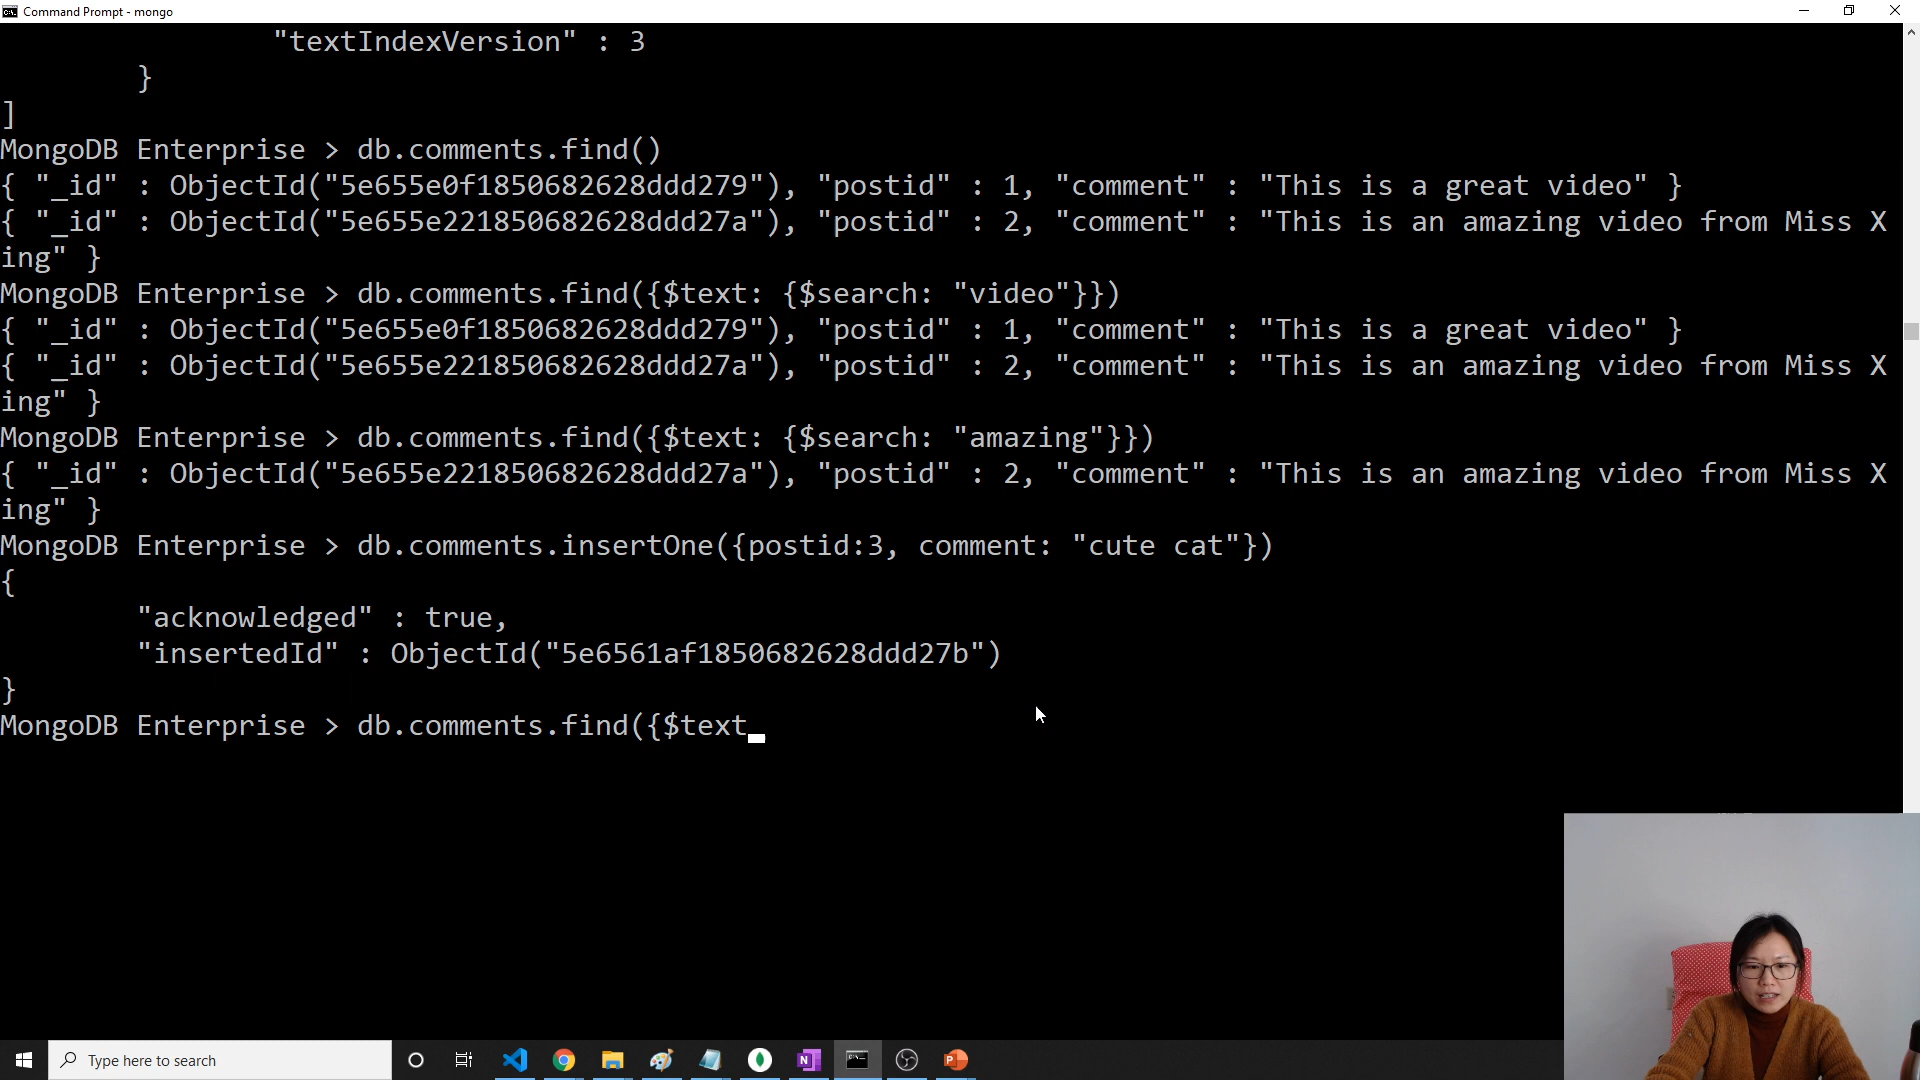 Command Prompt - mongo
"textIndexVersion" : 3
}
]
MongoDB Enterprise > db.comments.find()
{ "_id" : ObjectId("5e655e0f1850682628ddd279"), "postid" : 1, "comment" : "This is a great video" }
{ "_id" : ObjectId("5e655e221850682628ddd27a"), "postid" : 2, "comment" : "This is an amazing video from Miss X
ing" }
MongoDB Enterprise > db.comments.find({$text: {$search: "video"}})
{ "_id" : ObjectId("5e655e0f1850682628ddd279"), "postid" : 1, "comment" : "This is a great video" }
{ "_id" : ObjectId("5e655e221850682628ddd27a"), "postid" : 2, "comment" : "This is an amazing video from Miss X
ing" }
MongoDB Enterprise > db.comments.find({$text: {$search: "amazing"}})
{ "_id" : ObjectId("5e655e221850682628ddd27a"), "postid" : 2, "comment" : "This is an amazing video from Miss X
ing" }
MongoDB Enterprise > db.comments.insertOne({postid:3, comment: "cute cat"})
{
"acknowledged" : true,
"insertedId" : ObjectId("5e6561af1850682628ddd27b")
}
MongoDB Enterprise > db.comments.find({$text
Type here to search